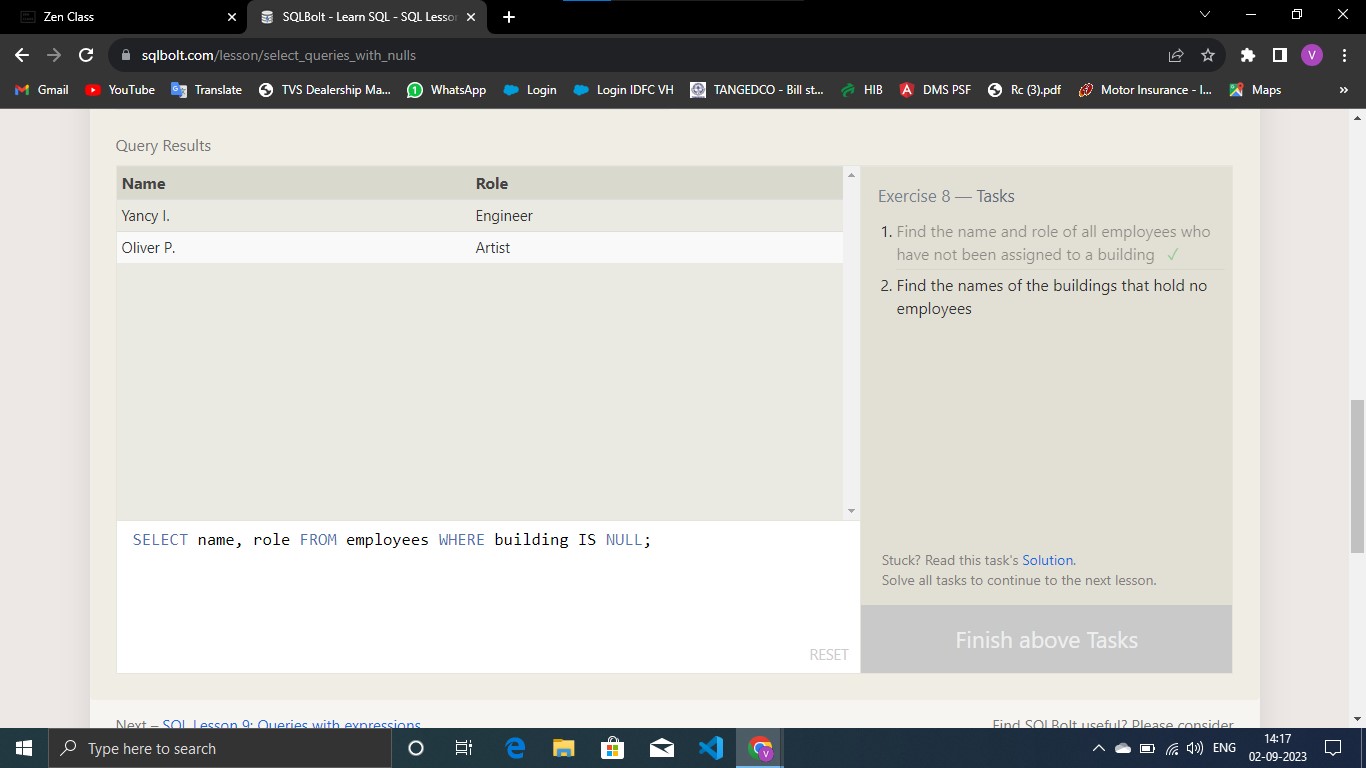 Zen Class
SQLBolt - Learn SQL - SQL Lesson
sqlbolt.com/lesson/select_queries_with_nulls
V
Gmail
YouTube
Translate
TVS Dealership Ma...
WhatsApp
Login
Login IDFC VH
TANGEDCO - Bill st...
HIB
DMS PSF
Rc (3).pdf
Motor Insurance - I...
Maps
»
Query Results
Name Role
Yancy I. Engineer
Oliver P. Artist
Exercise 8 — Tasks
1. Find the name and role of all employees who
have not been assigned to a building ✓
2. Find the names of the buildings that hold no
employees
SELECT name, role FROM employees WHERE building IS NULL;
RESET
Stuck? Read this task's Solution.
Solve all tasks to continue to the next lesson.
Finish above Tasks
Next – SQL Lesson 9: Queries with expressions
Find SQLBolt useful? Please consider
Type here to search
ENG
14:17
02-09-2023